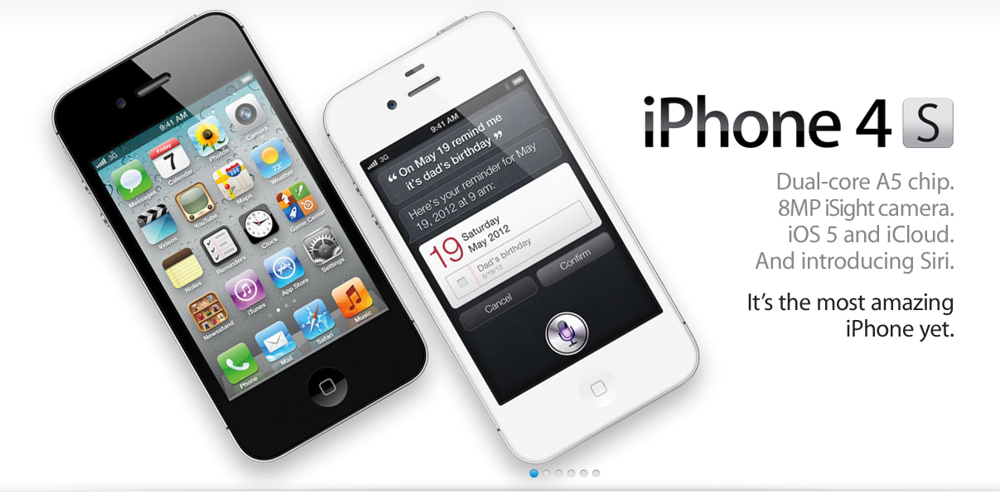 3G 9:41 AM
Messages
Friday
7
Calendar
Photos
Camera
Videos
YouTube
280
Maps
73°
Weather
Notes
Reminders
Clock
Game Center
Newsstand
iTunes
App Store
Settings
Phone
Mail
Safari
Music
3G 9:41 AM
“ On May 19 remind me
it’s dad’s birthday ”
Here’s your reminder for May
19, 2012 at 9 am:
19
Saturday
May 2012
Dad’s birthday
5/19/12
Cancel
Confirm
iPhone 4S
Dual-core A5 chip.
8MP iSight camera.
iOS 5 and iCloud.
And introducing Siri.
It’s the most amazing
iPhone yet.